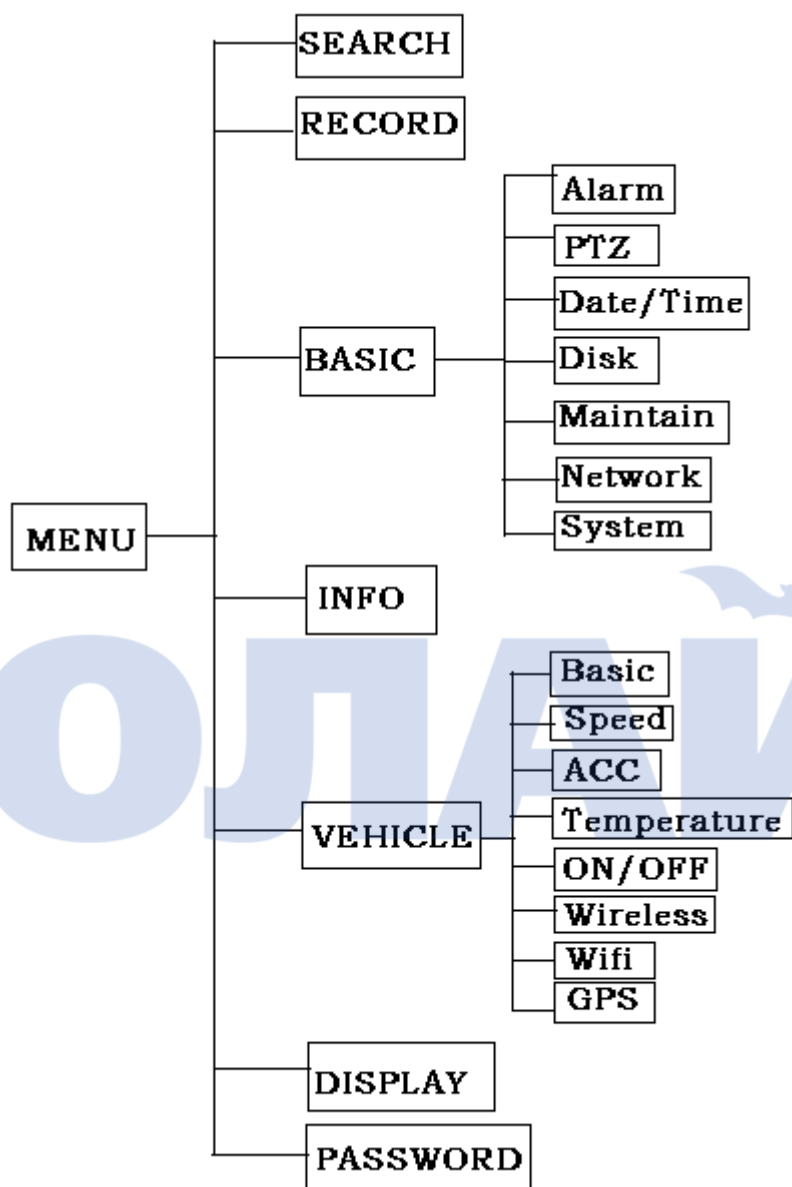 SEARCH
RECORD
Alarm
PTZ
Date/Time
BASIC
Disk
Maintain
Network
System
MENU
INFO
ОЛАЙ
Basic
Speed
ACC
VEHICLE
Temperature
ON/OFF
Wireless
Wifi
GPS
DISPLAY
PASSWORD